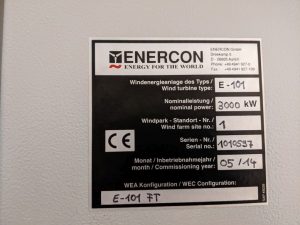 ENERCON
ENERGY FOR THE WORLD
ENERCON GmbH
Dreekamp 5
D - 26605 Aurich
Windenergieanlage des Typs /
Wind turbine type:
E-101
Nominalleistung /
nominal power:
3000 kW
Windpark - Standort - Nr. /
Wind farm site no.:
1
CE
Serien - Nr. /
Serial no.:
1010597
Monat / Inbetriebnahmejahr /
month / Commissioning year:
05/14
WEA Konfiguration / WEC Configuration:
E-101 FT